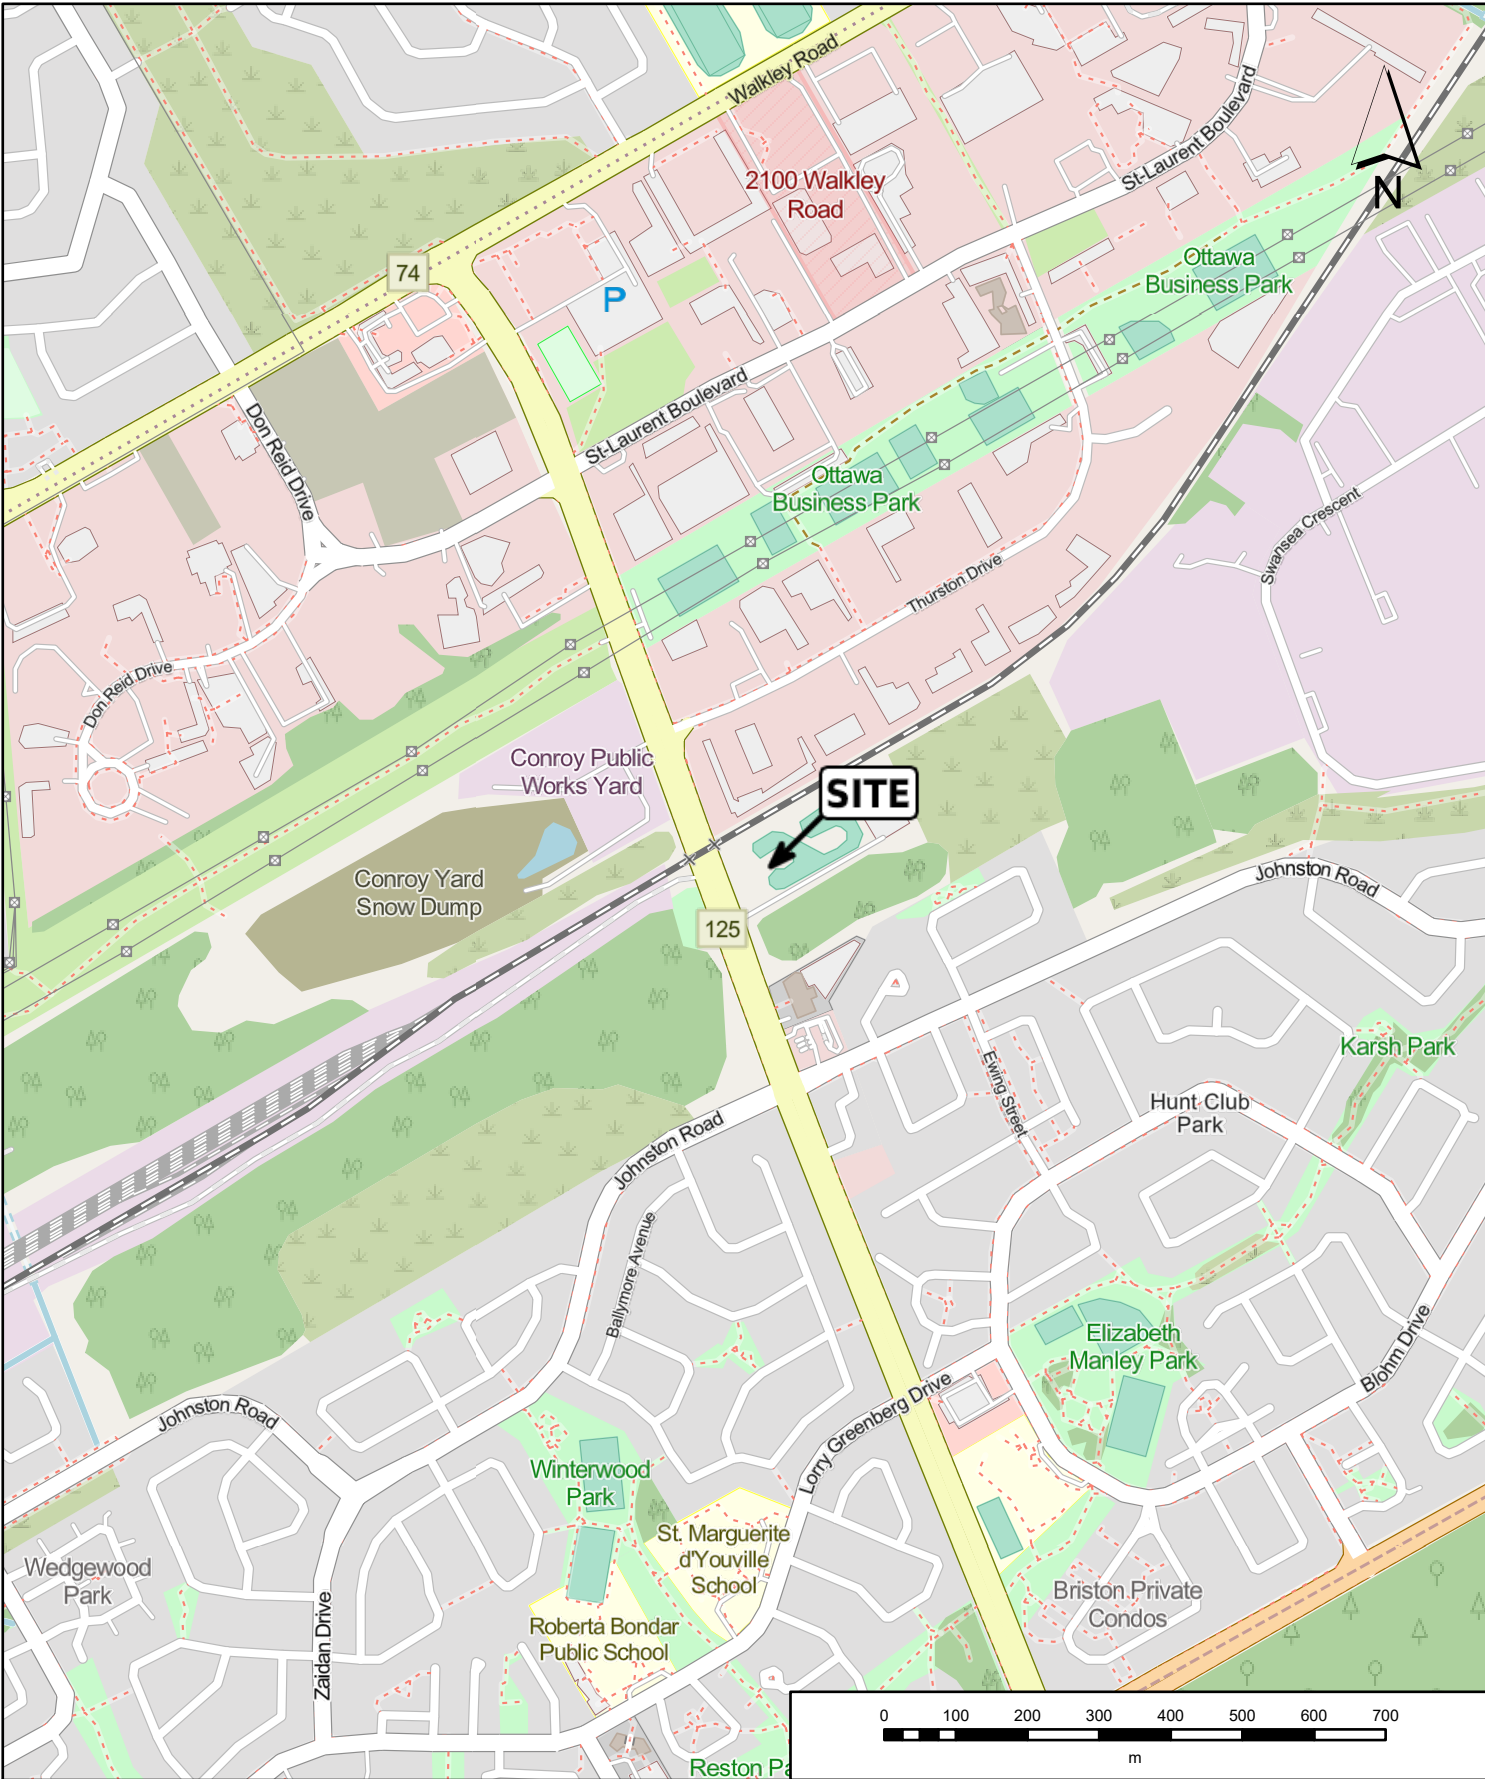 Walkley Road
St-Laurent Boulevard
N
2100 Walkley
Road
74
P
Ottawa
Business Park
St-Laurent Boulevard
Don Reid Drive
Ottawa
Business Park
Swansea Crescent
Thurston Drive
Don Reid Drive
Conroy Public
Works Yard
SITE
Conroy Yard
Snow Dump
Johnston Road
125
Karsh Park
Ewing Street
Hunt Club
Park
Johnston Road
Ballymore Avenue
Elizabeth
Manley Park
Blohm Drive
Lorry Greenberg Drive
Johnston Road
Winterwood
Park
St. Marguerite
d'Youville
School
Wedgewood
Park
Briston Private
Condos
Zaidan Drive
Roberta Bondar
Public School
Reston Pa
0 100 200 300 400 500 600 700
m